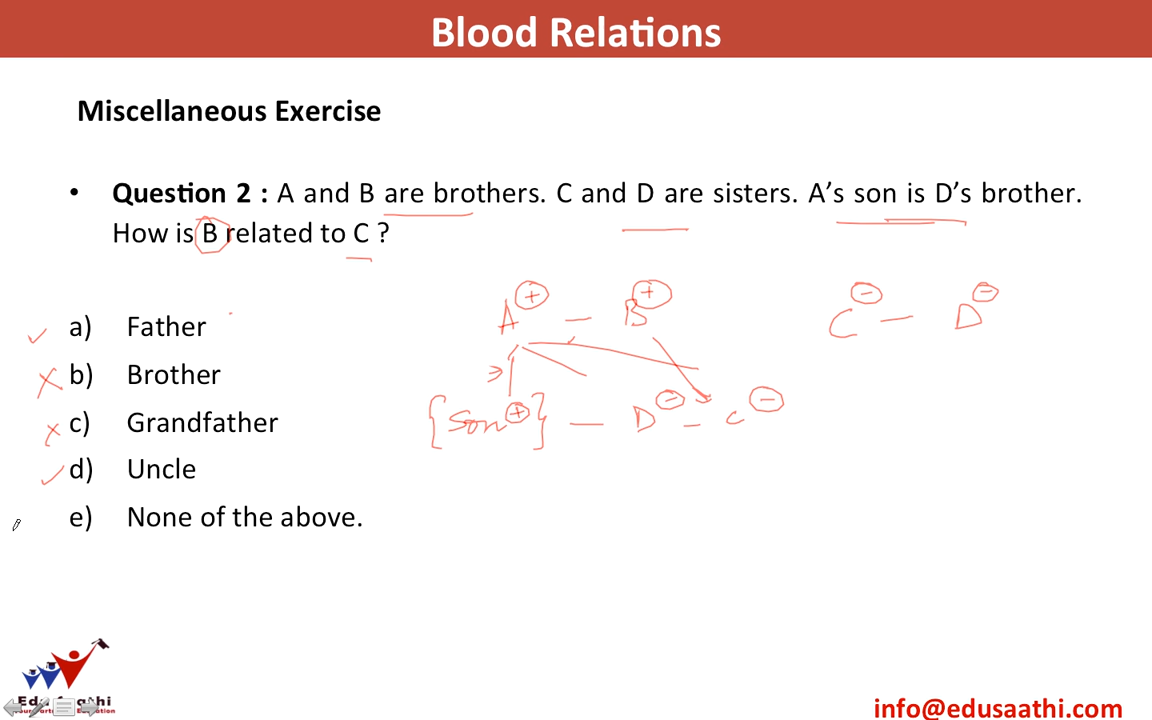 Blood Relations
Miscellaneous Exercise
• Question 2 : A and B are brothers. C and D are sisters. A’s son is D’s brother.
How is B related to C ?
A + — B +
C - — D -
a) Father
b) Brother
c) Grandfather
{Son +} — D - — C -
d) Uncle
e) None of the above.
info@edusaathi.com